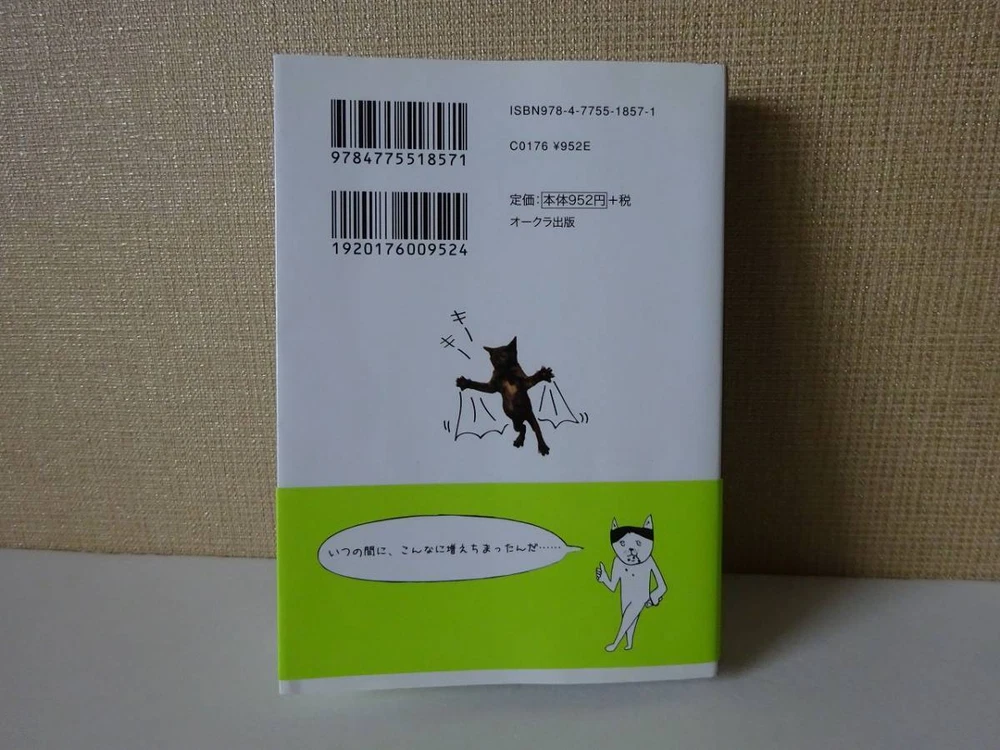 9784775518571
ISBN978-4-7755-1857-1
C0176 ¥952E
1920176009524
定価:本体952円+税
オークラ出版
キー
キー
いつの間に、こんなに増えちまったんだ……